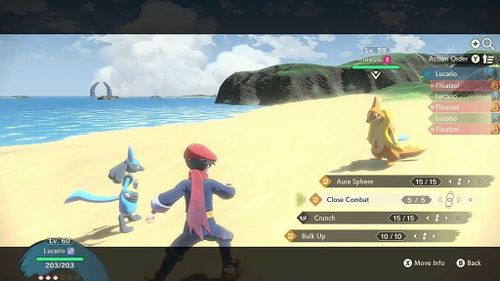 Lv. 59
Floatzel ♀
Action Order Y
Lucario
Floatzel
Lucario
Floatzel
Lucario
Floatzel
Aura Sphere 15/15
Close Combat 5/5
Crunch 15/15
Bulk Up 10/10
Lv. 60
Lucario
203/203
X Move Info B Back